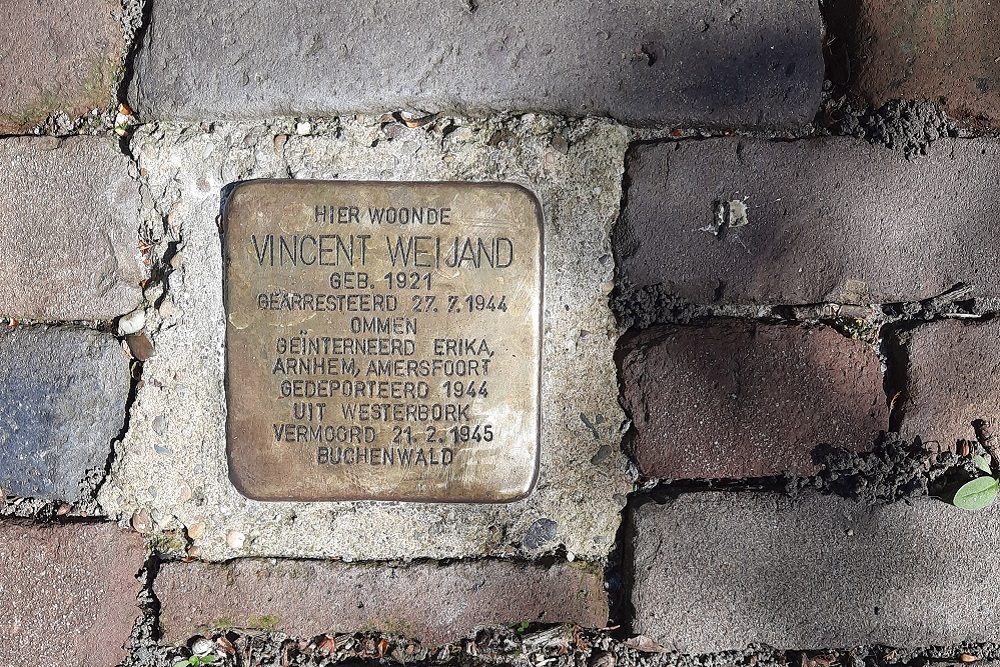 HIER WOONDE
VINCENT WEIJAND
GEB. 1921
GEARRESTEERD 27.7.1944
OMMEN
GEÏNTERNEERD ERIKA,
ARNHEM, AMERSFOORT
GEDEPORTEERD 1944
UIT WESTERBORK
VERMOORD 21.2.1945
BUCHENWALD